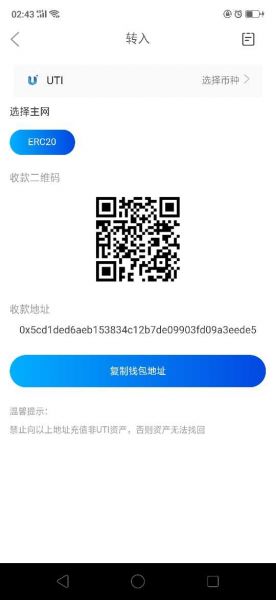 02:43
转入
UTI
选择币种
选择主网
ERC20
收款二维码
收款地址
0x5cd1ded6aeb153834c12b7de09903fd09a3eede5
复制钱包地址
温馨提示：
禁止向以上地址充值非UTI资产，否则资产无法找回